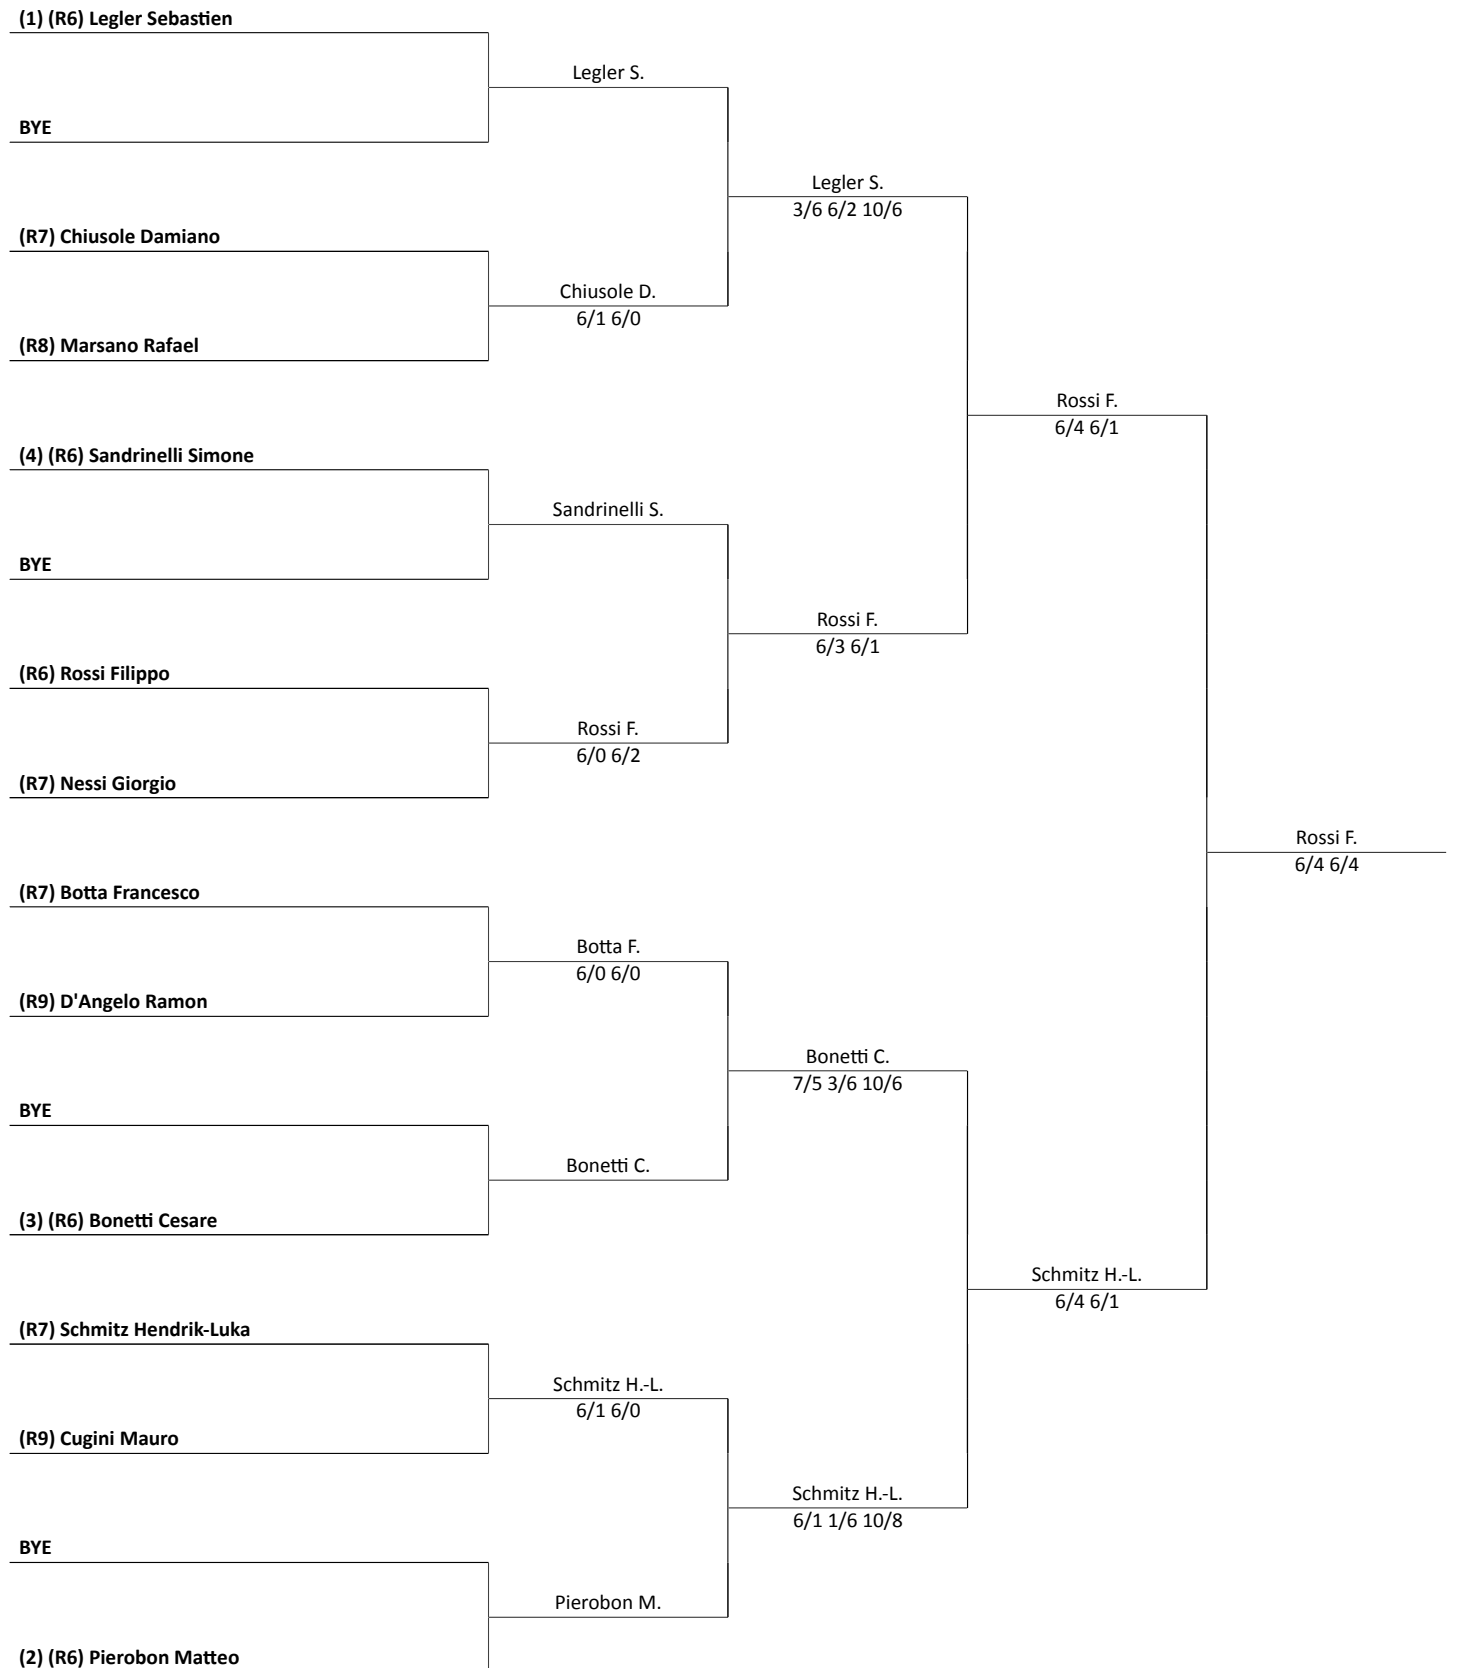 (1) (R6) Legler Sebastien
Legler S.
BYE
Legler S.
3/6 6/2 10/6
(R7) Chiusole Damiano
Chiusole D.
6/1 6/0
(R8) Marsano Rafael
Rossi F.
6/4 6/1
(4) (R6) Sandrinelli Simone
Sandrinelli S.
BYE
Rossi F.
6/3 6/1
(R6) Rossi Filippo
Rossi F.
6/0 6/2
(R7) Nessi Giorgio
Rossi F.
6/4 6/4
(R7) Botta Francesco
Botta F.
6/0 6/0
(R9) D'Angelo Ramon
Bonetti C.
7/5 3/6 10/6
BYE
Bonetti C.
(3) (R6) Bonetti Cesare
Schmitz H.-L.
6/4 6/1
(R7) Schmitz Hendrik-Luka
Schmitz H.-L.
6/1 6/0
(R9) Cugini Mauro
Schmitz H.-L.
6/1 1/6 10/8
BYE
Pierobon M.
(2) (R6) Pierobon Matteo